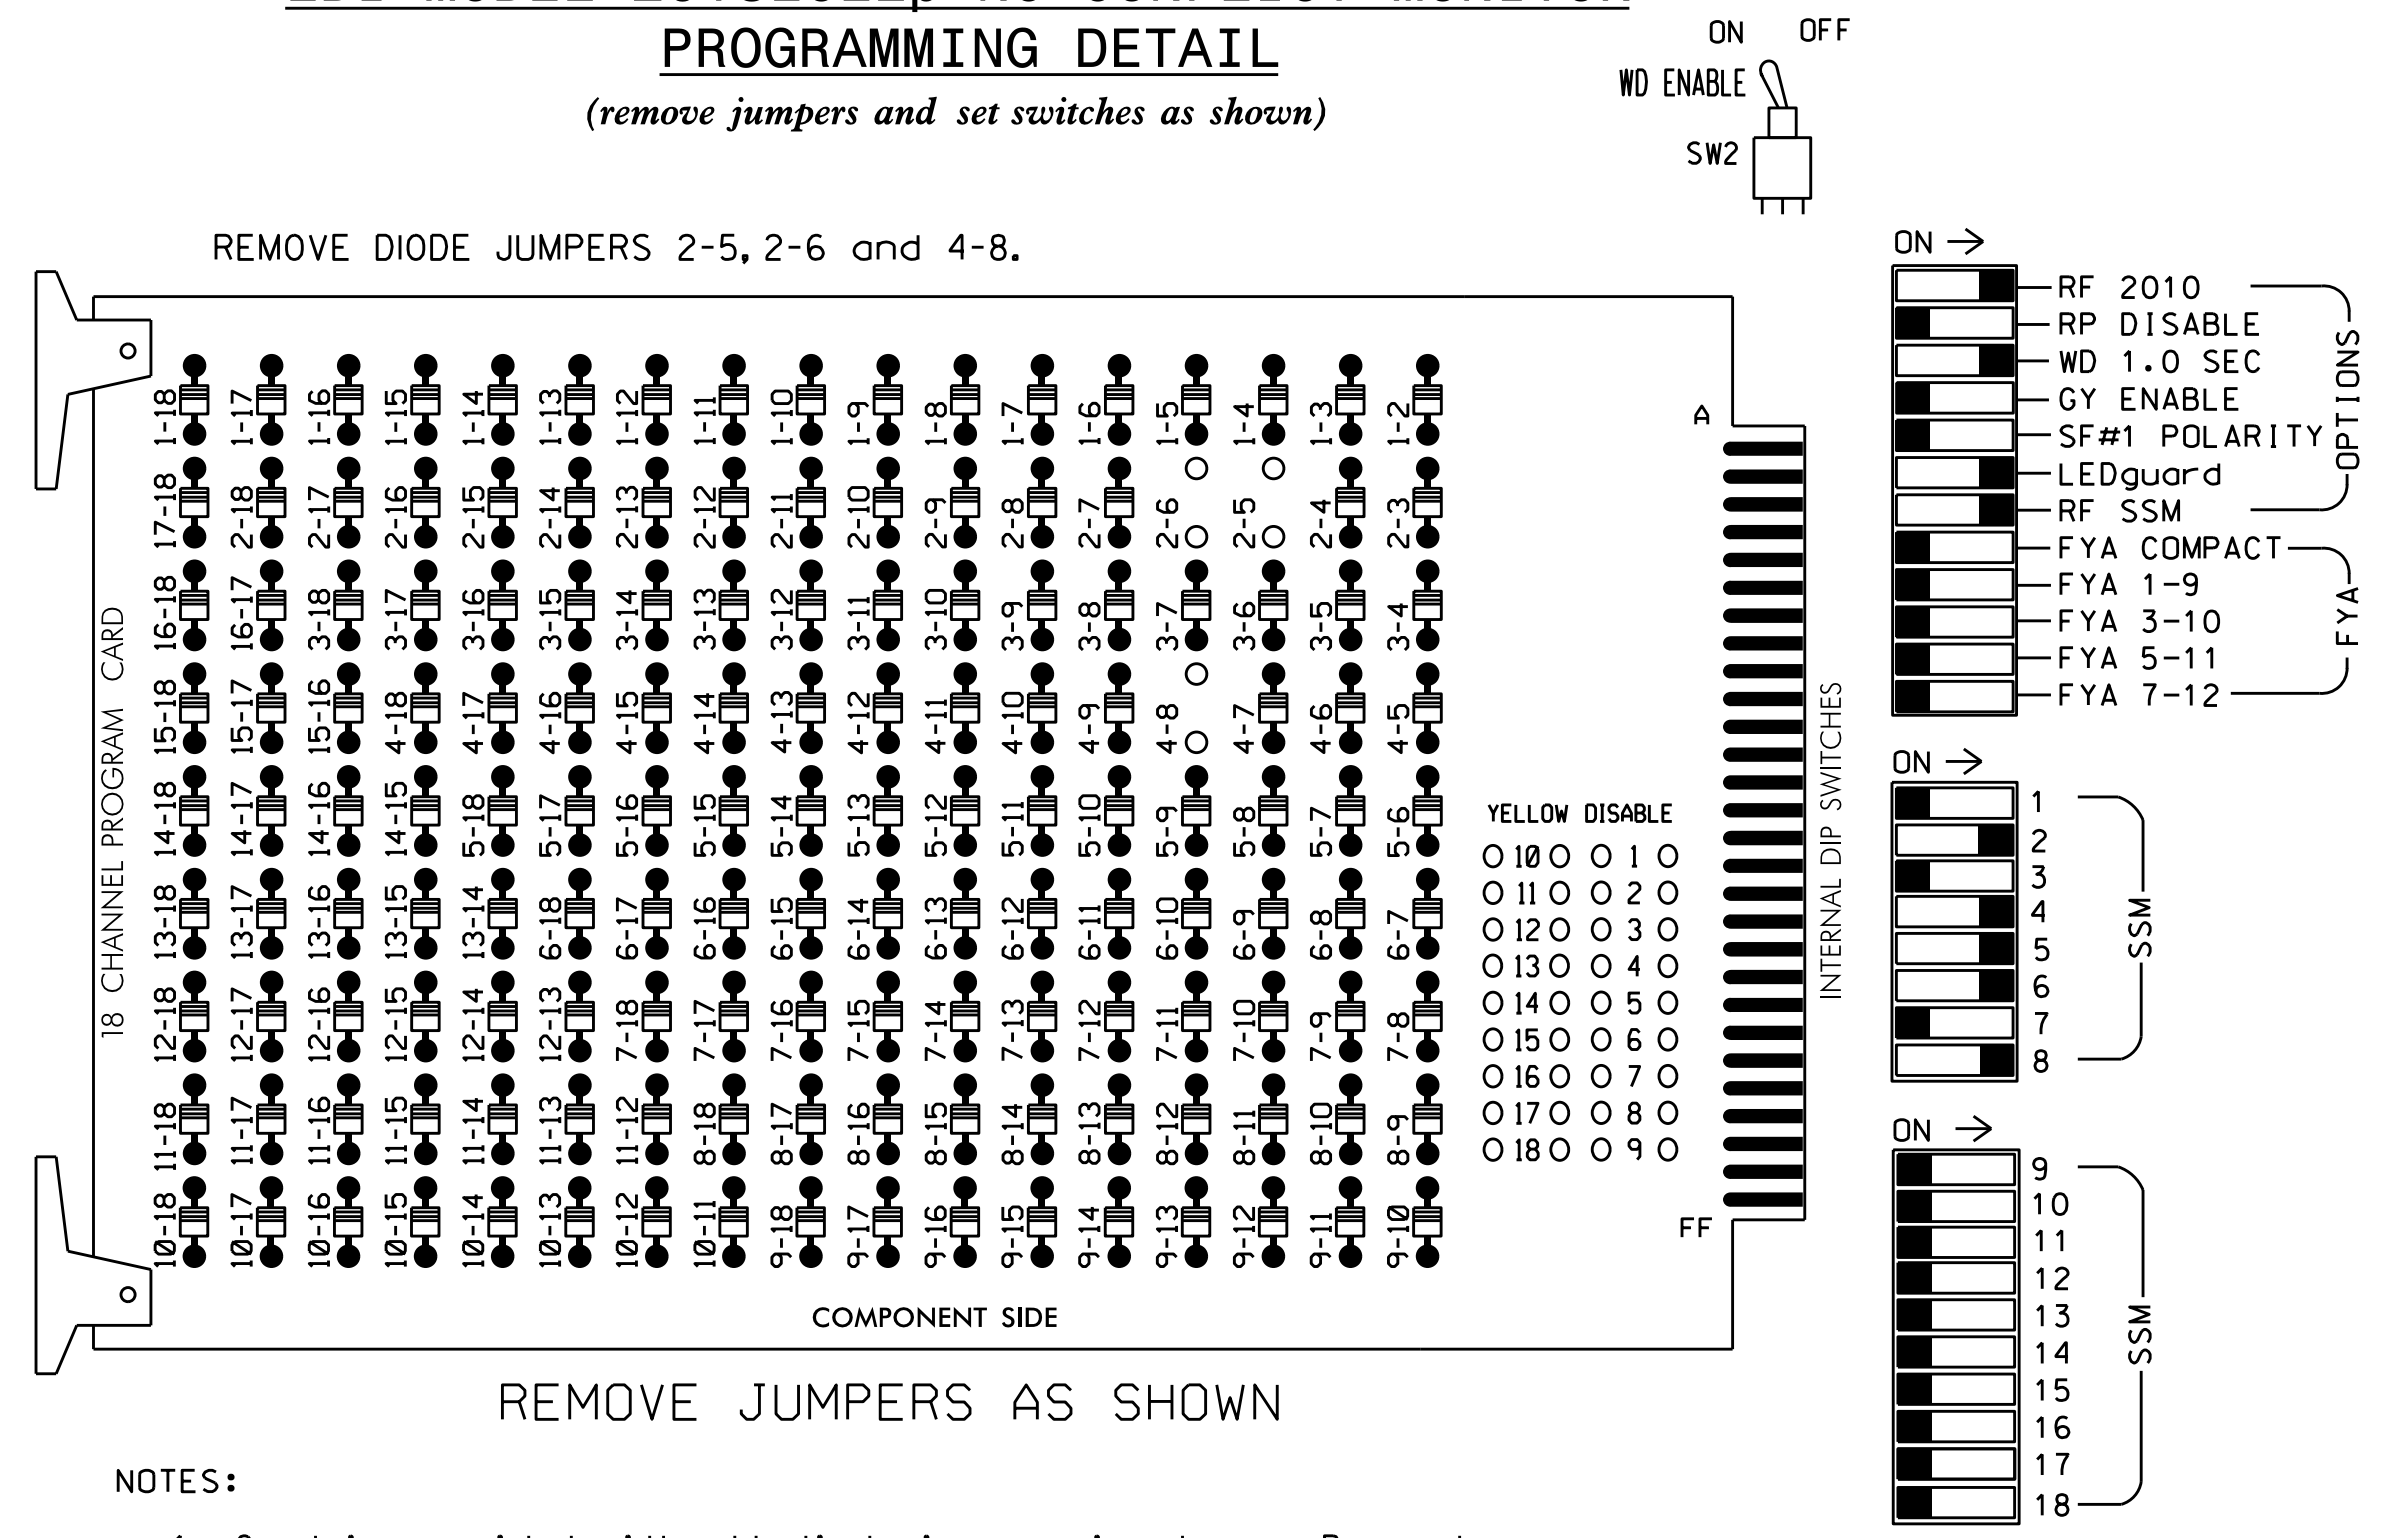 PROGRAMMING DETAIL
(remove jumpers and set switches as shown)
ON OFF
WD ENABLE
SW2
REMOVE DIODE JUMPERS 2-5, 2-6 and 4-8.
18 CHANNEL PROGRAM CARD
1-18 1-17 1-16 1-15 1-14 1-13 1-12 1-11 1-10 1-9 1-8 1-7 1-6 1-5 1-4 1-3 1-2
17-18 2-18 2-17 2-16 2-15 2-14 2-13 2-12 2-11 2-10 2-9 2-8 2-7 2-6 2-5 2-4 2-3
16-18 16-17 3-18 3-17 3-16 3-15 3-14 3-13 3-12 3-11 3-10 3-9 3-8 3-7 3-6 3-5 3-4
15-18 15-17 15-16 4-18 4-17 4-16 4-15 4-14 4-13 4-12 4-11 4-10 4-9 4-8 4-7 4-6 4-5
14-18 14-17 14-16 14-15 5-18 5-17 5-16 5-15 5-14 5-13 5-12 5-11 5-10 5-9 5-8 5-7 5-6
13-18 13-17 13-16 13-15 13-14 6-18 6-17 6-16 6-15 6-14 6-13 6-12 6-11 6-10 6-9 6-8 6-7
12-18 12-17 12-16 12-15 12-14 12-13 7-18 7-17 7-16 7-15 7-14 7-13 7-12 7-11 7-10 7-9 7-8
11-18 11-17 11-16 11-15 11-14 11-13 11-12 8-18 8-17 8-16 8-15 8-14 8-13 8-12 8-11 8-10 8-9
10-18 10-17 10-16 10-15 10-14 10-13 10-12 10-11 9-18 9-17 9-16 9-15 9-14 9-13 9-12 9-11 9-10
A
YELLOW DISABLE
10 1
11 2
12 3
13 4
14 5
15 6
16 7
17 8
18 9
FF
COMPONENT SIDE
INTERNAL DIP SWITCHES
ON
RF 2010
RP DISABLE
WD 1.0 SEC
GY ENABLE
SF#1 POLARITY
LEDguard
RF SSM
OPTIONS
FYA COMPACT
FYA 1-9
FYA 3-10
FYA 5-11
FYA 7-12
FYA
ON
1
2
3
4
5
6
7
8
SSM
ON
9
10
11
12
13
14
15
16
17
18
SSM
REMOVE JUMPERS AS SHOWN
NOTES: